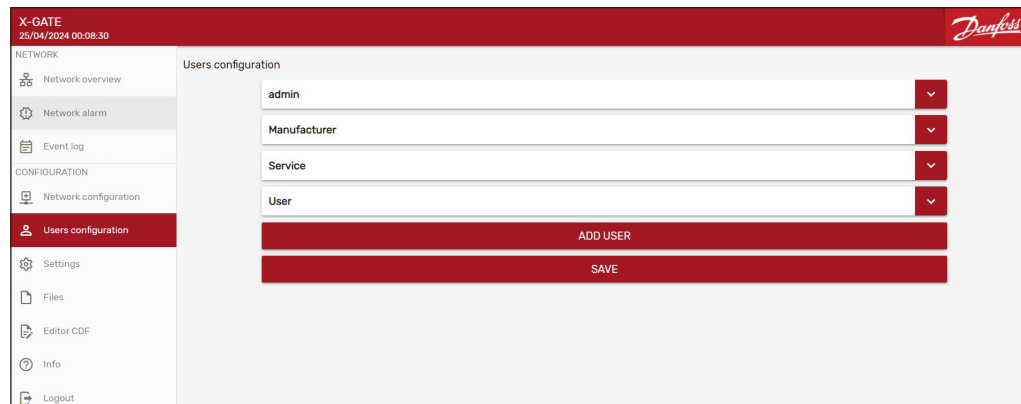 X-GATE
25/04/2024 00:08:30
Danfoss
NETWORK
Network overview
Network alarm
Event log
CONFIGURATION
Network configuration
Users configuration
Settings
Files
Editor CDF
Info
Logout
Users configuration
admin
Manufacturer
Service
User
ADD USER
SAVE